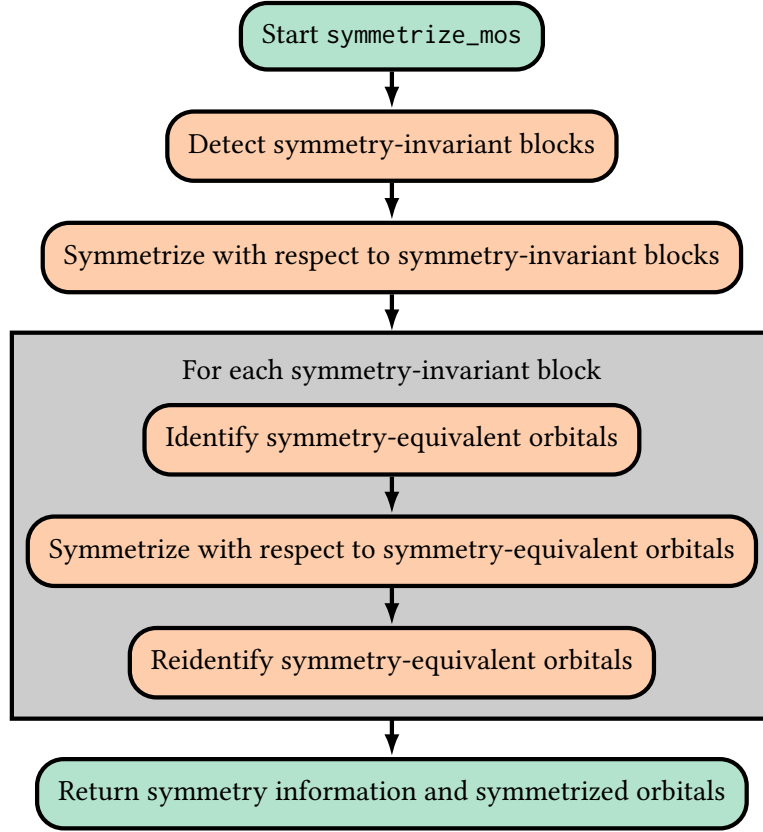 Start symmetrize_mos
Detect symmetry-invariant blocks
Symmetrize with respect to symmetry-invariant blocks
For each symmetry-invariant block
Identify symmetry-equivalent orbitals
Symmetrize with respect to symmetry-equivalent orbitals
Reidentify symmetry-equivalent orbitals
Return symmetry information and symmetrized orbitals